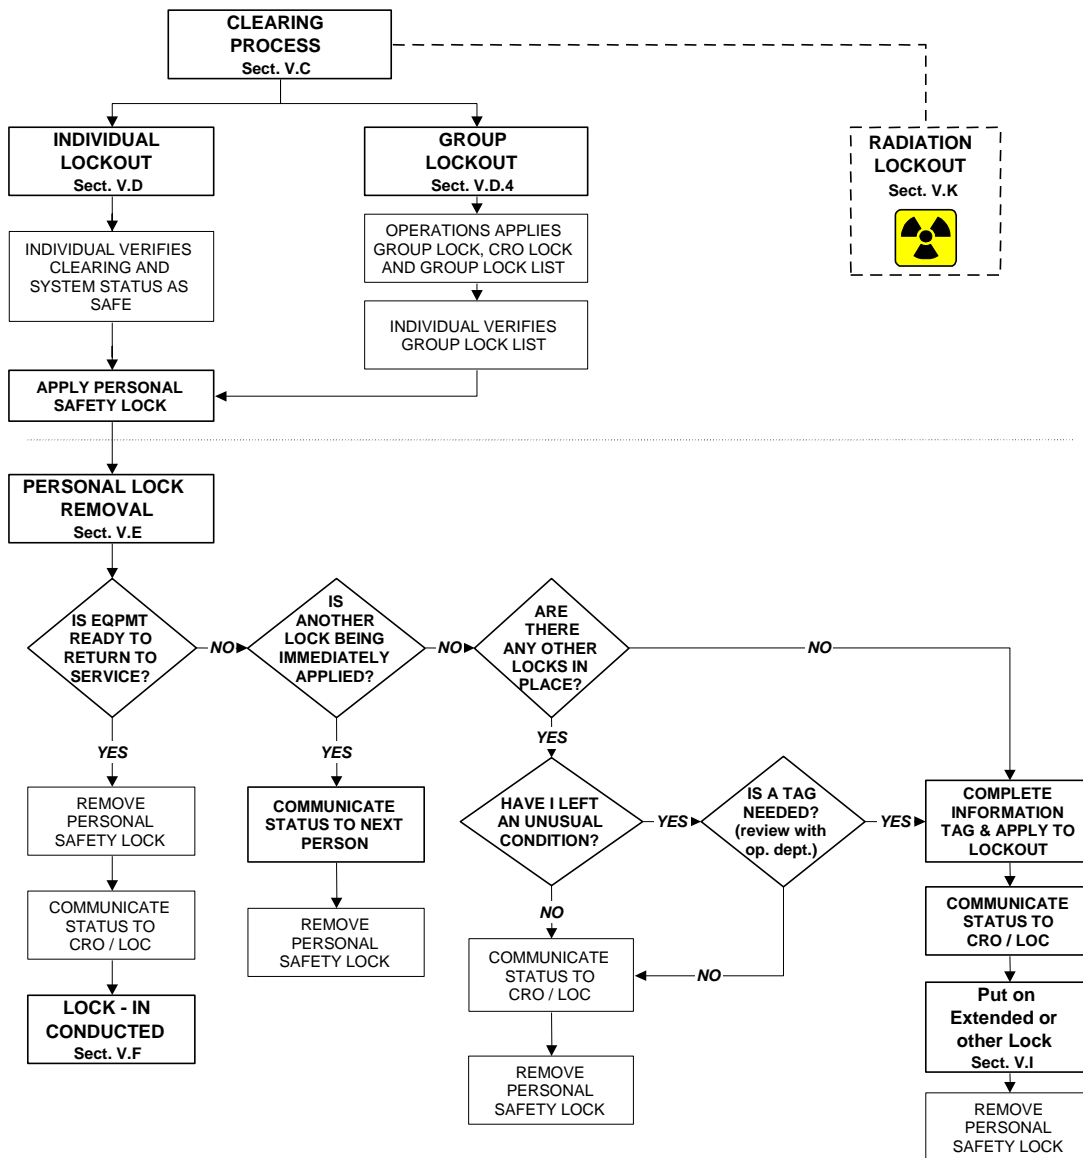 CLEARING
PROCESS
Sect. V.C
INDIVIDUAL
LOCKOUT
Sect. V.D
GROUP
LOCKOUT
Sect. V.D.4
RADIATION
LOCKOUT
Sect. V.K
INDIVIDUAL VERIFIES
CLEARING AND
SYSTEM STATUS AS
SAFE
OPERATIONS APPLIES
GROUP LOCK, CRO LOCK
AND GROUP LOCK LIST
INDIVIDUAL VERIFIES
GROUP LOCK LIST
APPLY PERSONAL
SAFETY LOCK
PERSONAL LOCK
REMOVAL
Sect. V.E
IS EQPMT
READY TO
RETURN TO
SERVICE?
NO
IS
ANOTHER
LOCK BEING
IMMEDIATELY
APPLIED?
NO
ARE
THERE
ANY OTHER
LOCKS IN
PLACE?
NO
YES
YES
YES
REMOVE
PERSONAL
SAFETY LOCK
COMMUNICATE
STATUS TO NEXT
PERSON
HAVE I LEFT
AN UNUSUAL
CONDITION?
YES
IS A TAG
NEEDED?
(review with
op. dept.)
YES
COMPLETE
INFORMATION
TAG & APPLY TO
LOCKOUT
COMMUNICATE
STATUS TO
CRO / LOC
REMOVE
PERSONAL
SAFETY LOCK
NO
COMMUNICATE
STATUS TO
CRO / LOC
NO
COMMUNICATE
STATUS TO
CRO / LOC
LOCK - IN
CONDUCTED
Sect. V.F
Put on
Extended or
other Lock
Sect. V.I
REMOVE
PERSONAL
SAFETY LOCK
REMOVE
PERSONAL
SAFETY LOCK